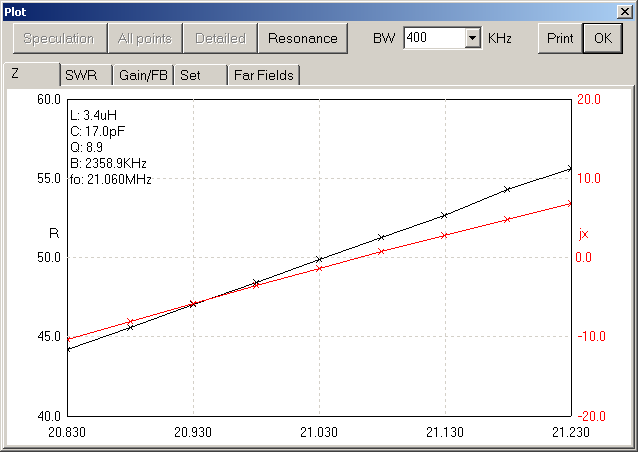 Plot
Speculation All points Detailed Resonance BW 400 KHz Print OK
Z SWR Gain/FB Set Far Fields
60.0 20.0
L: 3.4uH
C: 17.0pF
Q: 8.9
B: 2358.9KHz
fo: 21.060MHz
55.0 10.0
R jx
50.0 0.0
45.0 -10.0
40.0 -20.0
20.830 20.930 21.030 21.130 21.230